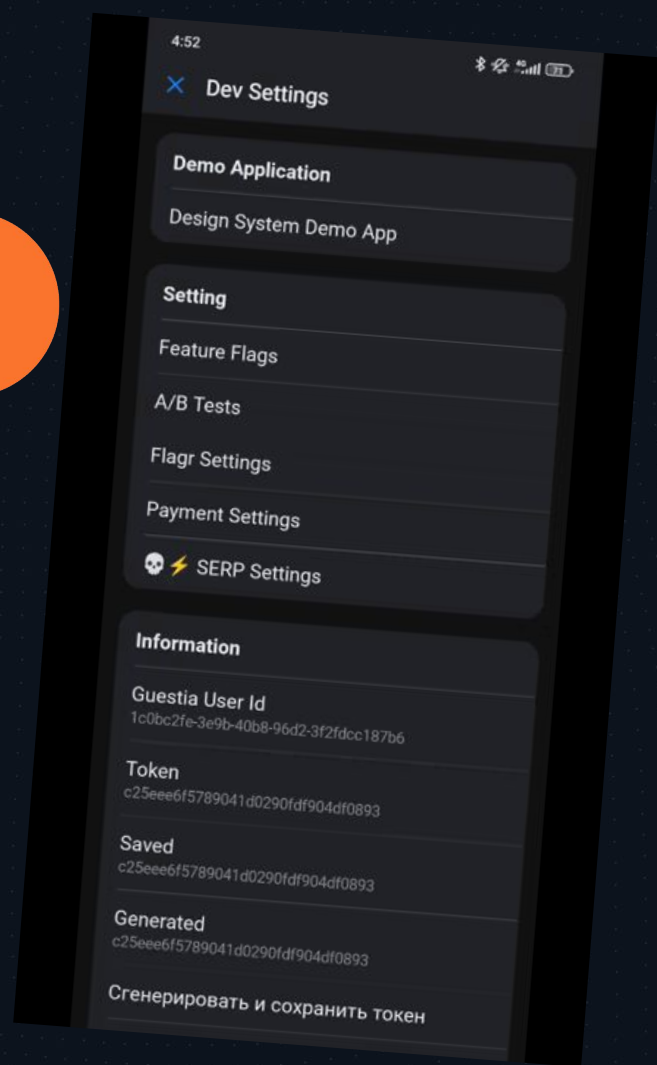 4:52
4G
71
Dev Settings
Demo Application
Design System Demo App
Setting
Feature Flags
A/B Tests
Flagr Settings
Payment Settings
💀⚡ SERP Settings
Information
Guestia User Id
1c0bc2fe-3e9b-40b8-96d2-3f2fdcc187b6
Token
c25eee6f5789041d0290fdf904df0893
Saved
c25eee6f5789041d0290fdf904df0893
Generated
c25eee6f5789041d0290fdf904df0893
Сгенерировать и сохранить токен